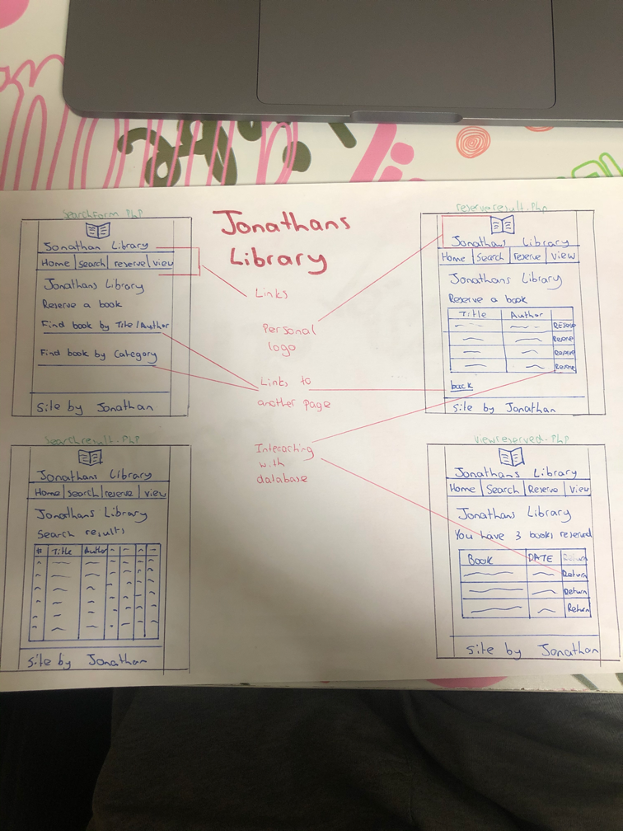 Jonathans
Library
Searchform.PhP
Jonathan Library
Home Search reserve view
Jonathans Library
Reserve a book
Find book by Title/Author
Find book by Category
Site by Jonathan
Links
Personal
logo
Links to
another page
Interaching
with
database
reserveresult.PhP
Jonathans Library
Home Search reserve view
Jonathans Library
Reserve a book
Title Author
Reserve
Reserve
Reserve
Reserve
back
Site by Jonathan
Searchresult.PhP
Jonathans Library
Home Search reserve view
Jonathans Library
Search results
# Title Author
Site by Jonathan
viewreserved.PhP
Jonathans Library
Home Search Reserve View
Jonathans Library
You have 3 books reserved
Book DATE
Return
Return
Return
Site by Jonathan